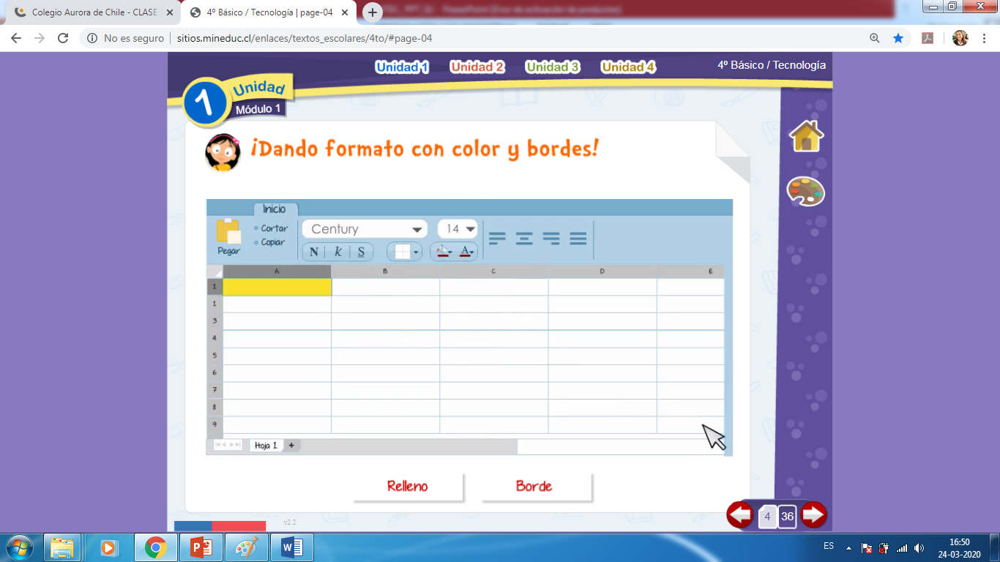 Colegio Aurora de Chile - CLASE
4º Básico / Tecnología | page-04
No es seguro | sitios.mineduc.cl/enlaces/textos_escolares/4to/#page-04
Unidad 1 Unidad 2 Unidad 3 Unidad 4 4º Básico / Tecnología
1 Unidad
Módulo 1
¡Dando formato con color y bordes!
Inicio
Pegar
Cortar
Copiar
Century 14
N k S A
A B C D E
1
1
3
4
5
6
7
8
9
Hoja 1 +
Relleno Borde
4 36
v2.2
ES
16:50
24-03-2020